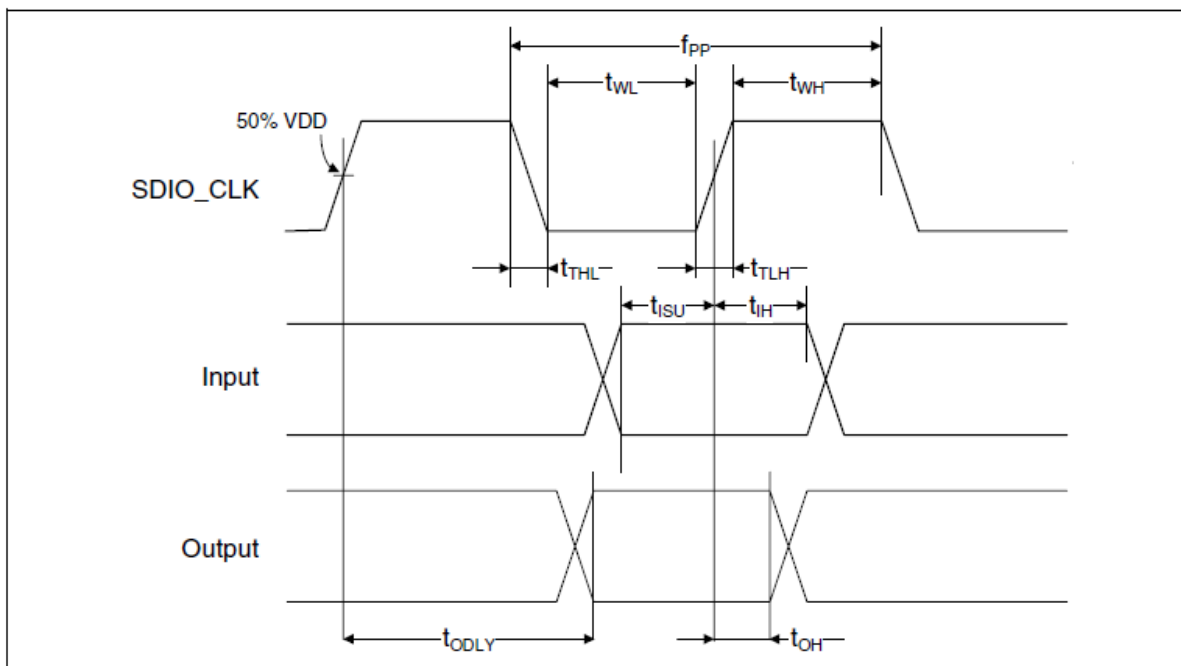 fPP
tWL
tWH
50% VDD
SDIO_CLK
tTHL
tTLH
tISU
tIH
Input
Output
tODLY
tOH